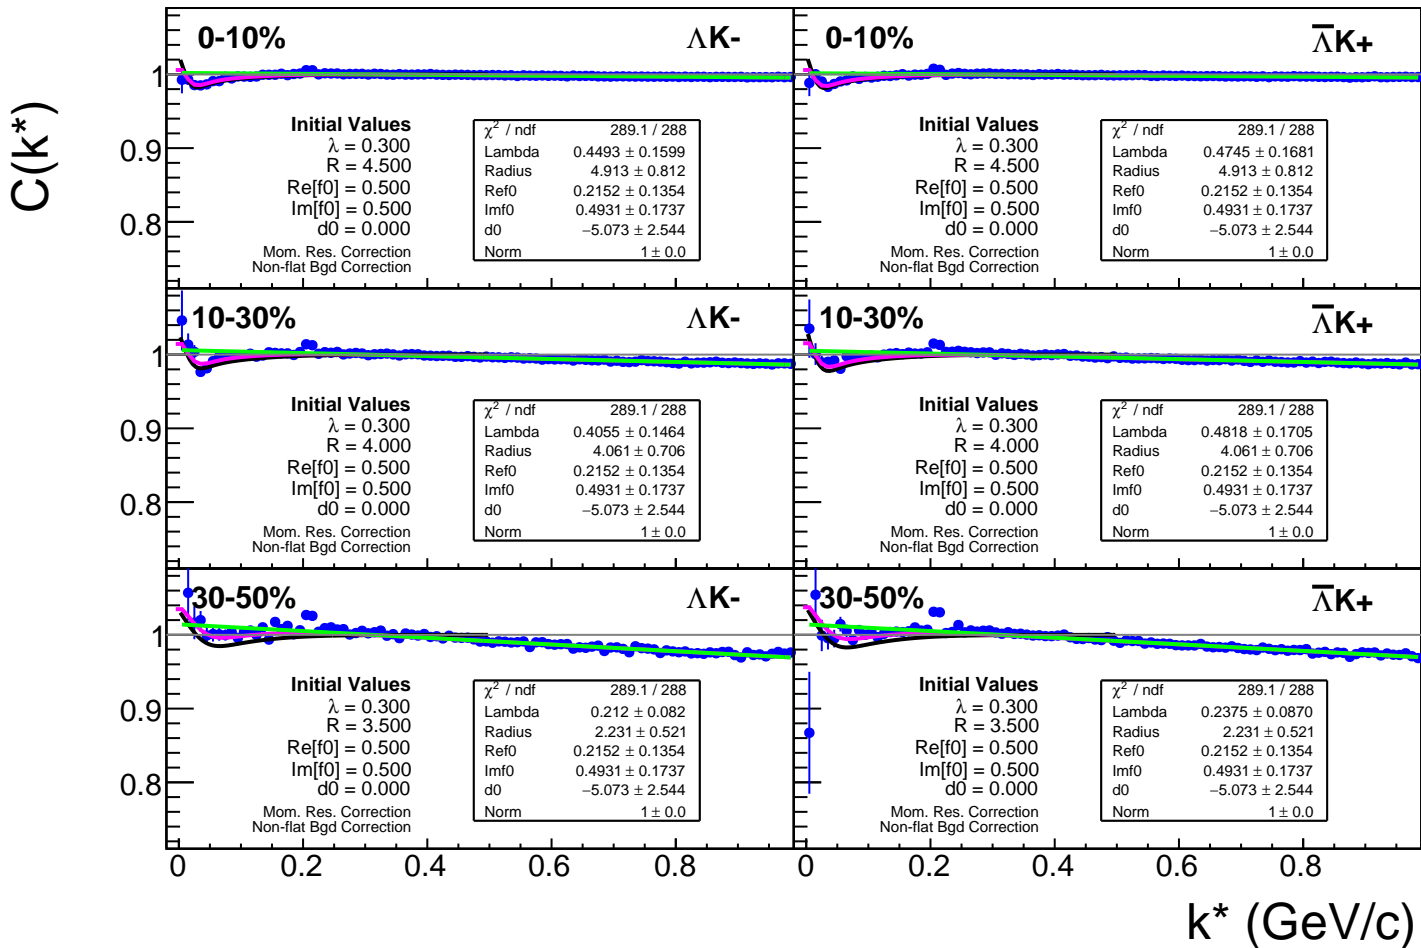 C(k*)
0-10% ΛK-
1
0.9
0.8
Initial Values
λ = 0.300
R = 4.500
Re[f0] = 0.500
Im[f0] = 0.500
d0 = 0.000
Mom. Res. Correction
Non-flat Bgd Correction
χ² / ndf 289.1 / 288
Lambda 0.4493 ± 0.1599
Radius 4.913 ± 0.812
Ref0 0.2152 ± 0.1354
Imf0 0.4931 ± 0.1737
d0 −5.073 ± 2.544
Norm 1 ± 0.0
0-10% Λ̅K+
Initial Values
λ = 0.300
R = 4.500
Re[f0] = 0.500
Im[f0] = 0.500
d0 = 0.000
Mom. Res. Correction
Non-flat Bgd Correction
χ² / ndf 289.1 / 288
Lambda 0.4745 ± 0.1681
Radius 4.913 ± 0.812
Ref0 0.2152 ± 0.1354
Imf0 0.4931 ± 0.1737
d0 −5.073 ± 2.544
Norm 1 ± 0.0
0 0.2 0.4 0.6 0.8
0 0.2 0.4 0.6 0.8
10-30% ΛK-
1
0.9
0.8
Initial Values
λ = 0.300
R = 4.000
Re[f0] = 0.500
Im[f0] = 0.500
d0 = 0.000
Mom. Res. Correction
Non-flat Bgd Correction
χ² / ndf 289.1 / 288
Lambda 0.4055 ± 0.1464
Radius 4.061 ± 0.706
Ref0 0.2152 ± 0.1354
Imf0 0.4931 ± 0.1737
d0 −5.073 ± 2.544
Norm 1 ± 0.0
10-30% Λ̅K+
Initial Values
λ = 0.300
R = 4.000
Re[f0] = 0.500
Im[f0] = 0.500
d0 = 0.000
Mom. Res. Correction
Non-flat Bgd Correction
χ² / ndf 289.1 / 288
Lambda 0.4818 ± 0.1705
Radius 4.061 ± 0.706
Ref0 0.2152 ± 0.1354
Imf0 0.4931 ± 0.1737
d0 −5.073 ± 2.544
Norm 1 ± 0.0
30-50% ΛK-
1
0.9
0.8
Initial Values
λ = 0.300
R = 3.500
Re[f0] = 0.500
Im[f0] = 0.500
d0 = 0.000
Mom. Res. Correction
Non-flat Bgd Correction
χ² / ndf 289.1 / 288
Lambda 0.212 ± 0.082
Radius 2.231 ± 0.521
Ref0 0.2152 ± 0.1354
Imf0 0.4931 ± 0.1737
d0 −5.073 ± 2.544
Norm 1 ± 0.0
30-50% Λ̅K+
Initial Values
λ = 0.300
R = 3.500
Re[f0] = 0.500
Im[f0] = 0.500
d0 = 0.000
Mom. Res. Correction
Non-flat Bgd Correction
χ² / ndf 289.1 / 288
Lambda 0.2375 ± 0.0870
Radius 2.231 ± 0.521
Ref0 0.2152 ± 0.1354
Imf0 0.4931 ± 0.1737
d0 −5.073 ± 2.544
Norm 1 ± 0.0
0 0.2 0.4 0.6 0.8
0 0.2 0.4 0.6 0.8
k* (GeV/c)